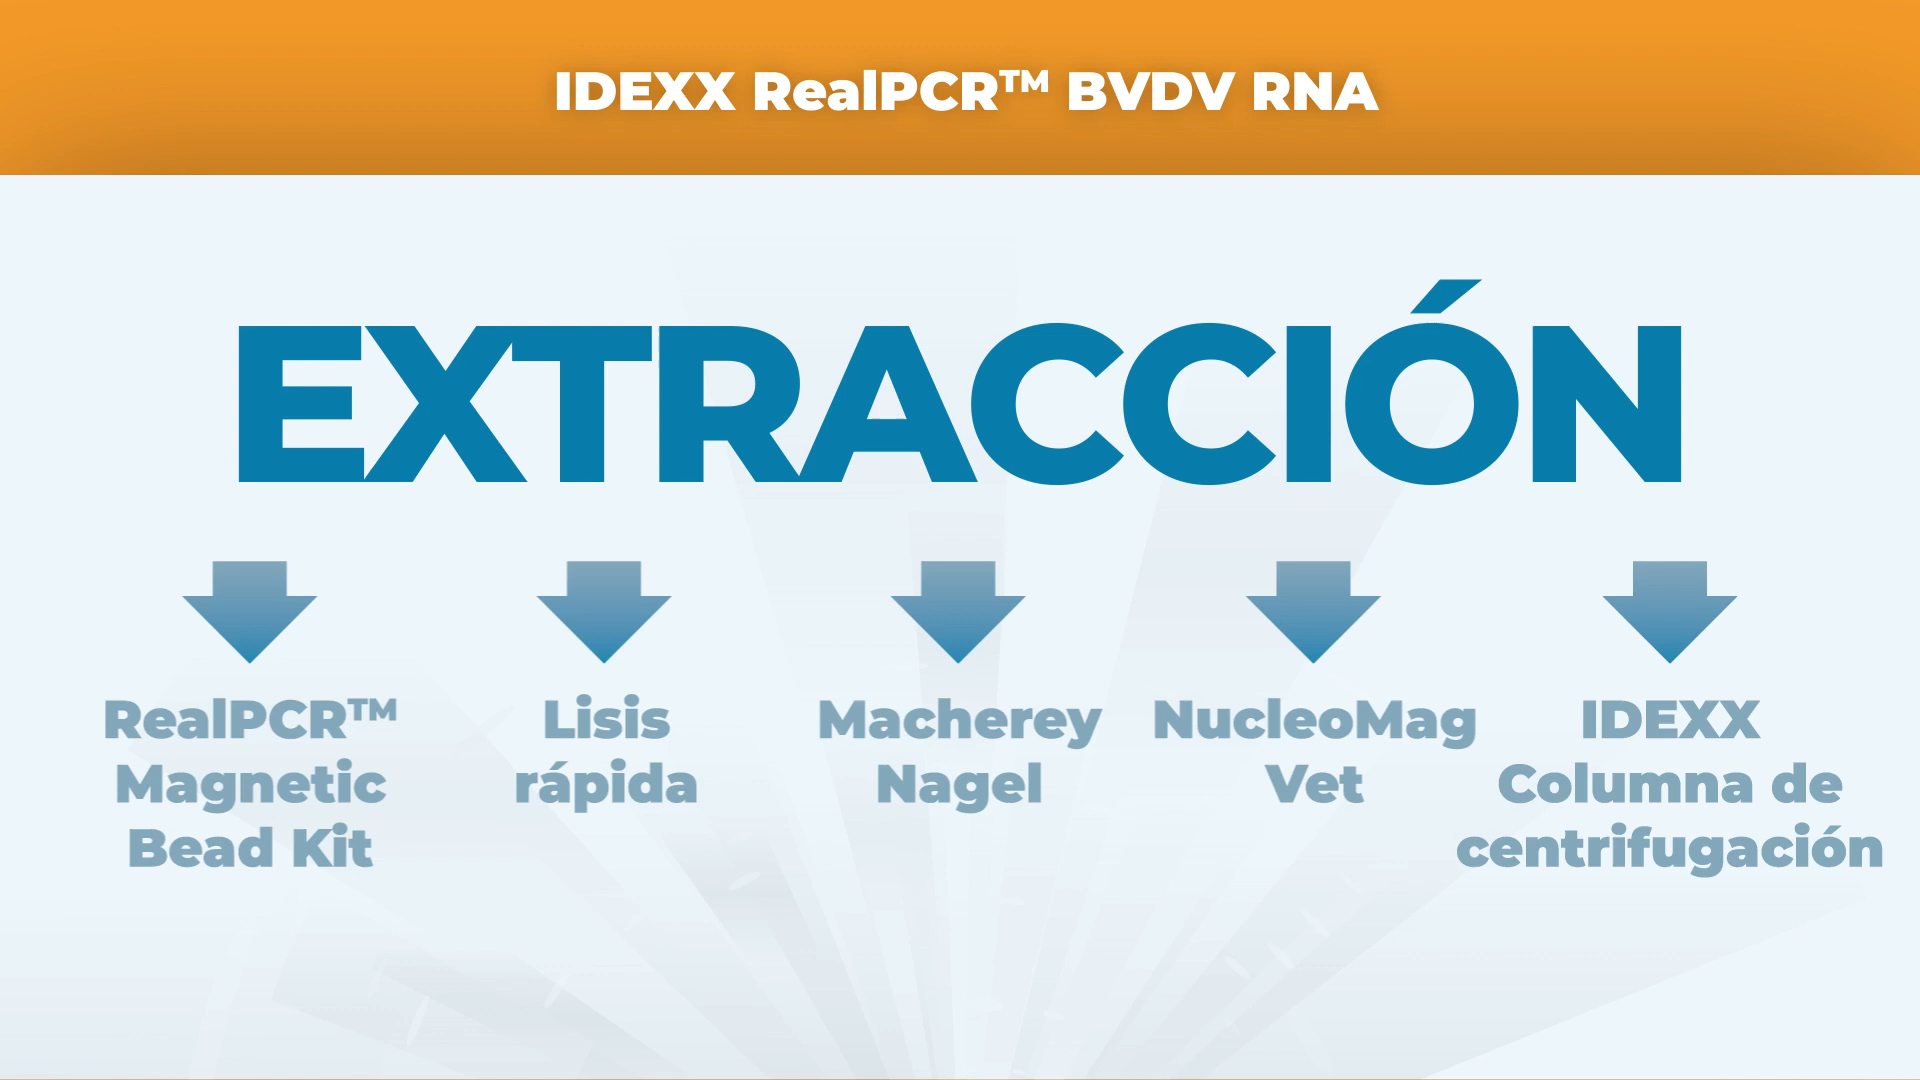 IDEXX RealPCR™ BVDV RNA
EXTRACCIÓN
RealPCR™
Magnetic
Bead Kit
Lisis
rápida
Macherey
Nagel
NucleoMag
Vet
IDEXX
Columna de
centrifugación